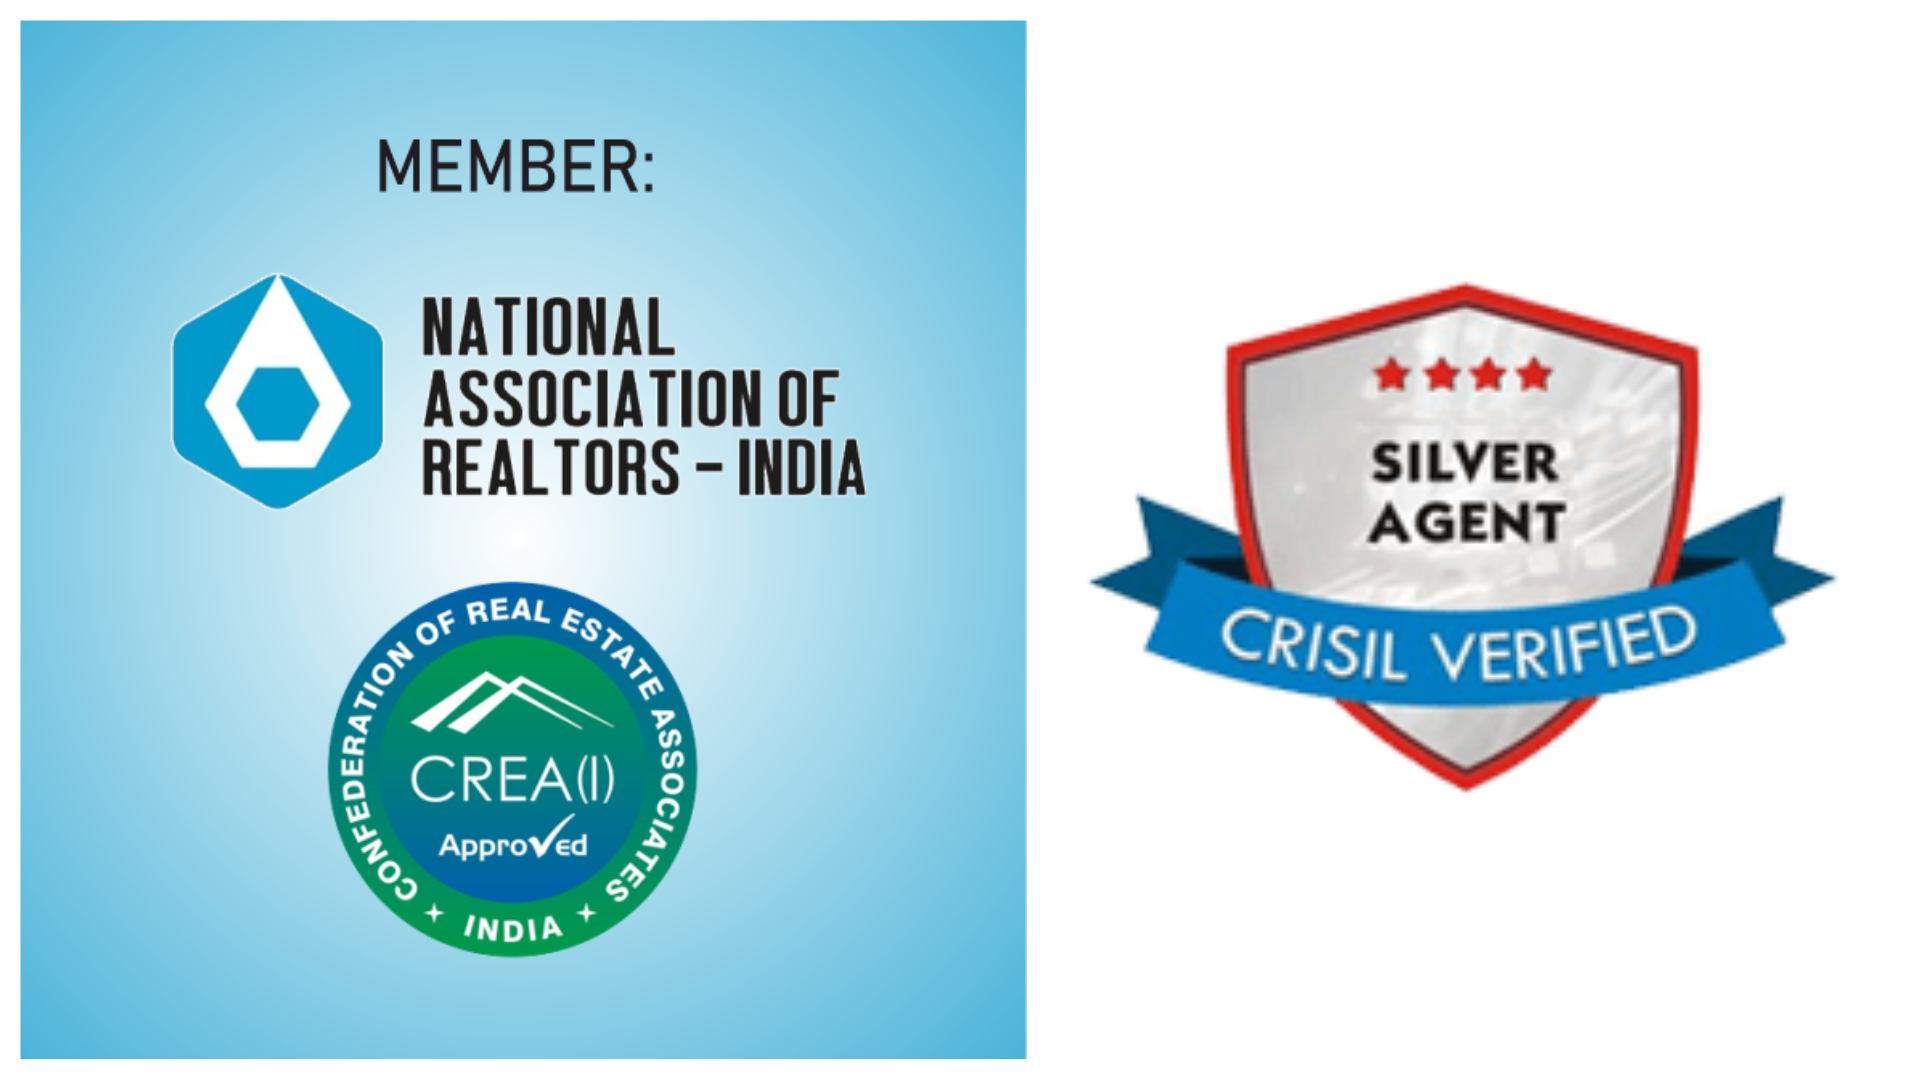 MEMBER:
NATIONAL
ASSOCIATION OF
REALTORS – INDIA
CONFEDERATION OF REAL ESTATE ASSOCIATES
CREA(I)
Approved
INDIA
SILVER
AGENT
CRISIL VERIFIED